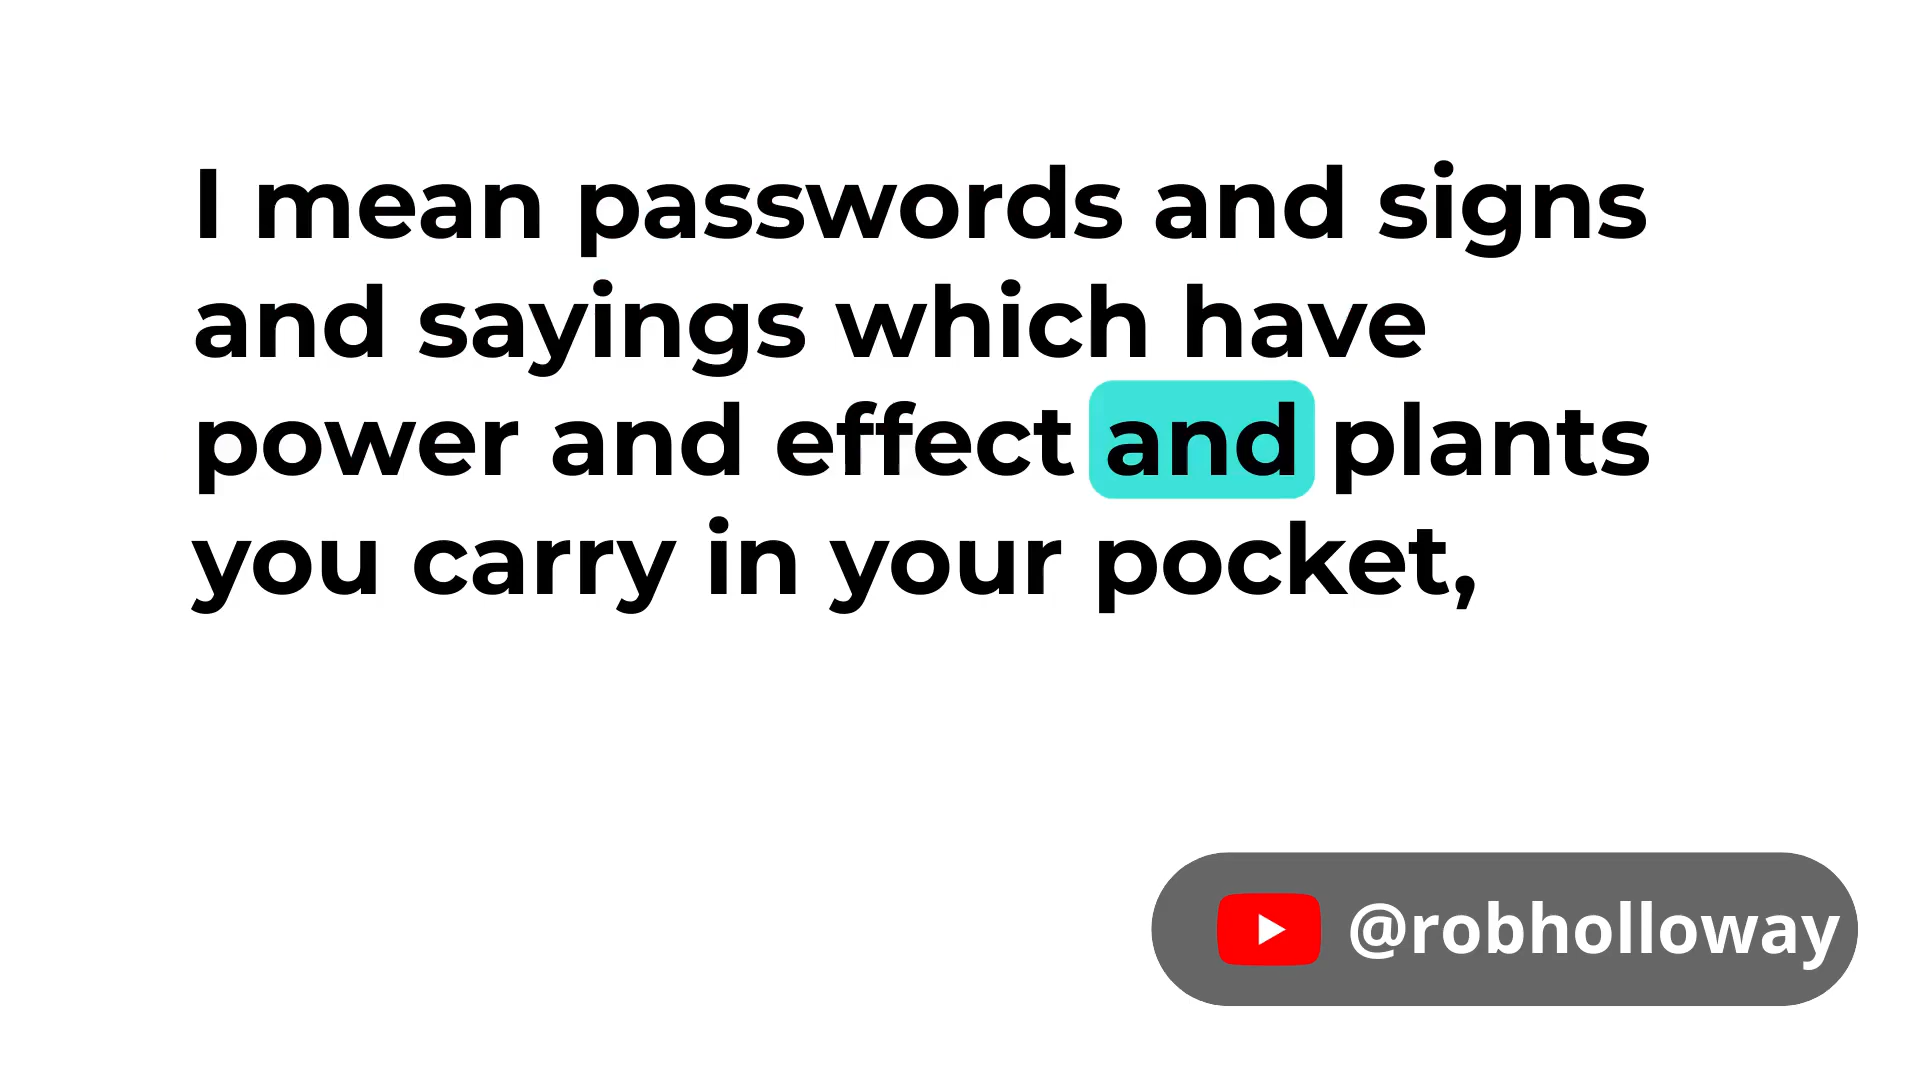 I mean passwords and signs
and sayings which have
power and effect and plants
you carry in your pocket,
@robholloway